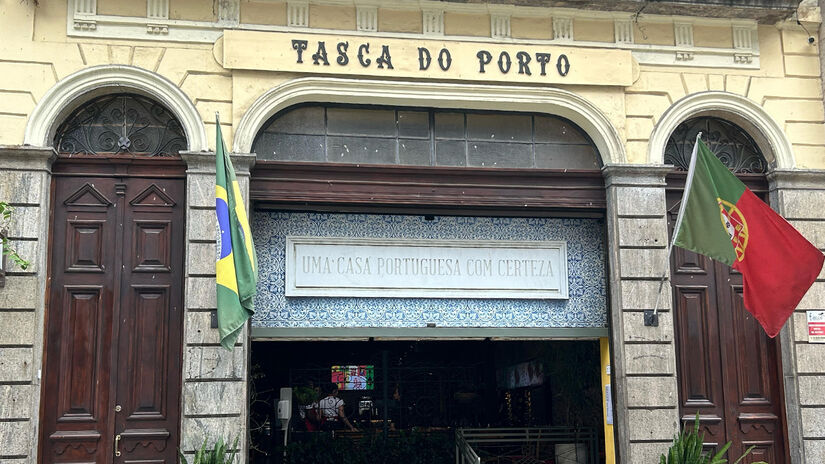 TASCA DO PORTO
UMA CASA PORTUGUESA COM CERTEZA